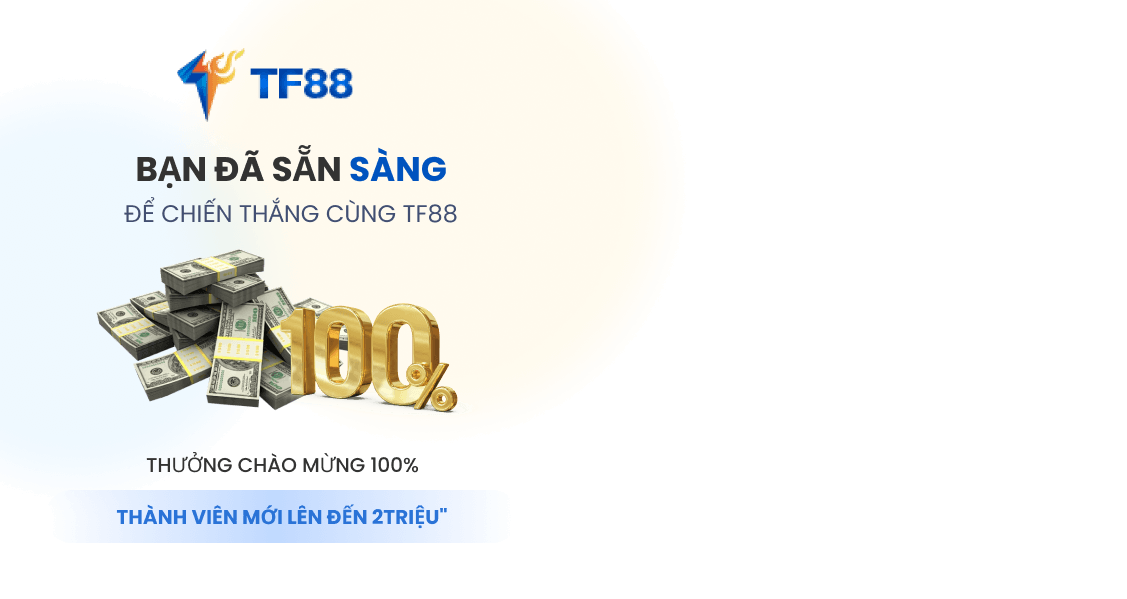 TF88
BẠN ĐÃ SẴN SÀNG
ĐỂ CHIẾN THẮNG CÙNG TF88
100%
THƯỞNG CHÀO MỪNG 100%
THÀNH VIÊN MỚI LÊN ĐẾN 2TRIỆU"